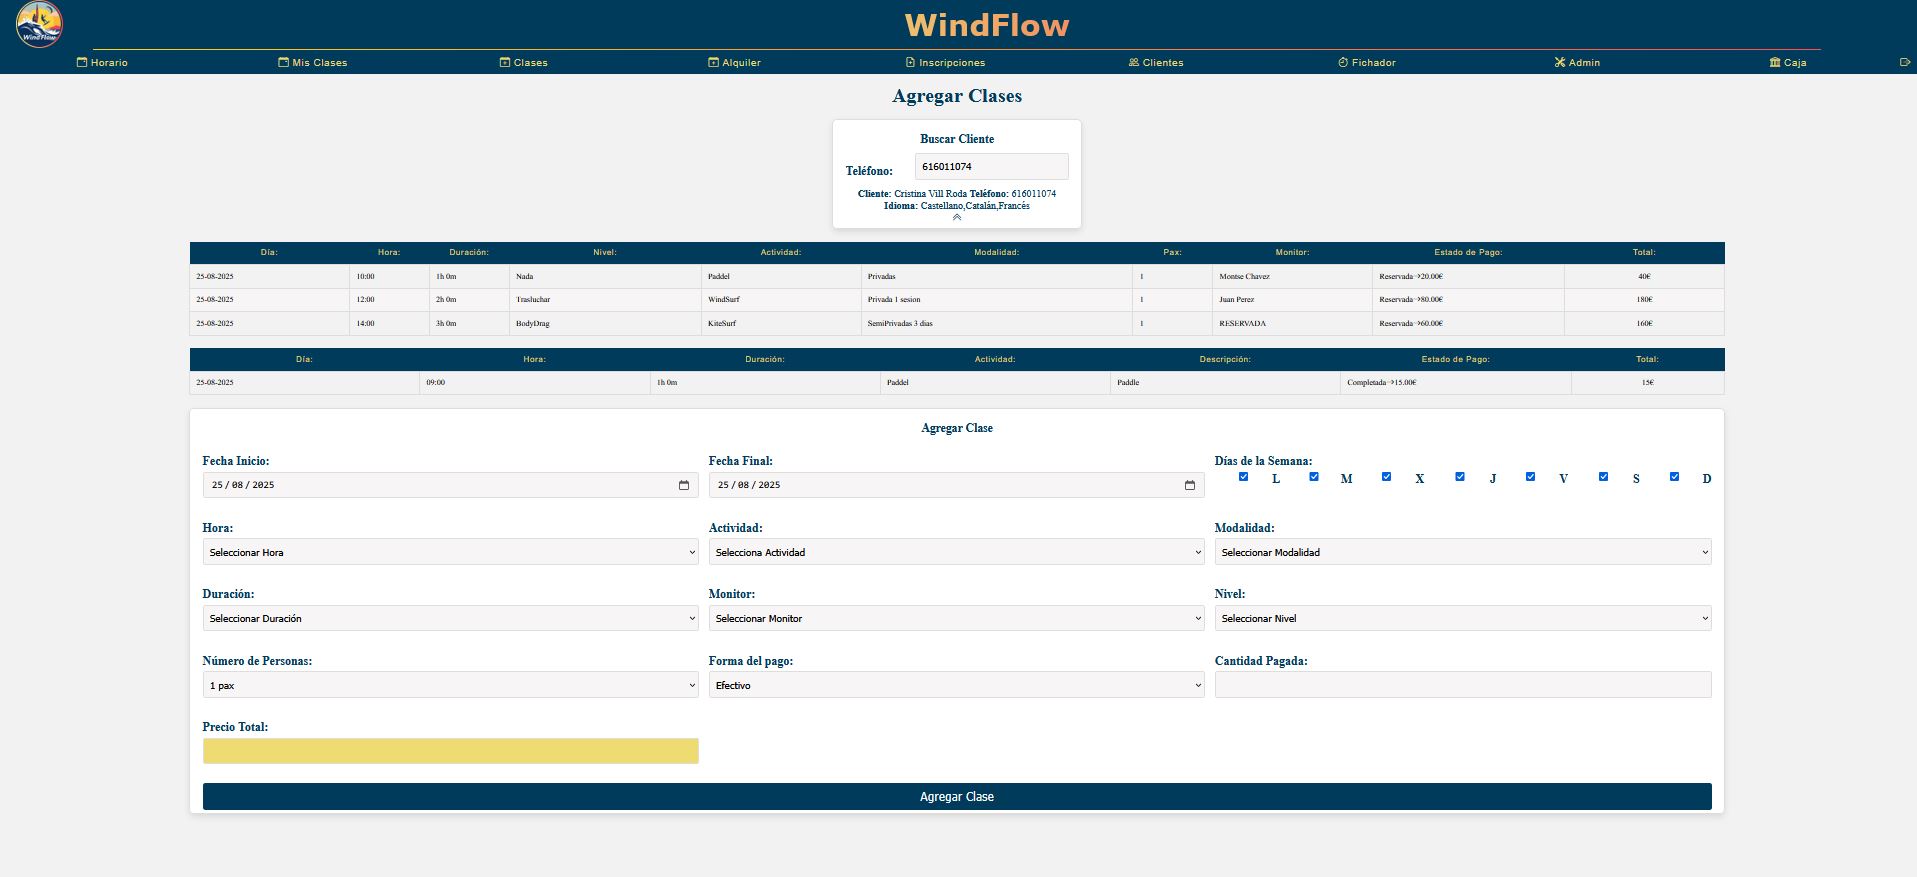 WindFlow
WindFlow
Horario Mis Clases Clases Alquiler Inscripciones Clientes Fichador Admin Caja
Agregar Clases
Buscar Cliente
Teléfono: 616011074
Cliente: Cristina Vill Roda Teléfono: 616011074
Idioma: Castellano,Catalán,Francés
Día: Hora: Duración: Nivel: Actividad: Modalidad: Pax: Monitor: Estado de Pago: Total:
25-08-2025 10:00 1h 0m Nada Paddel Privadas 1 Montse Chavez Reservada→20.00€ 40€
25-08-2025 12:00 2h 0m Trasluchar WindSurf Privada 1 sesion 1 Juan Perez Reservada→80.00€ 180€
25-08-2025 14:00 3h 0m BodyDrag KiteSurf SemiPrivadas 3 dias 1 RESERVADA Reservada→60.00€ 160€
Día: Hora: Duración: Actividad: Descripción: Estado de Pago: Total:
25-08-2025 09:00 1h 0m Paddel Paddle Completada→15.00€ 15€
Agregar Clase
Fecha Inicio: Fecha Final: Días de la Semana:
25 / 08 / 2025 25 / 08 / 2025 L M X J V S D
Hora: Actividad: Modalidad:
Seleccionar Hora Selecciona Actividad Seleccionar Modalidad
Duración: Monitor: Nivel:
Seleccionar Duración Seleccionar Monitor Seleccionar Nivel
Número de Personas: Forma del pago: Cantidad Pagada:
1 pax Efectivo
Precio Total:
Agregar Clase